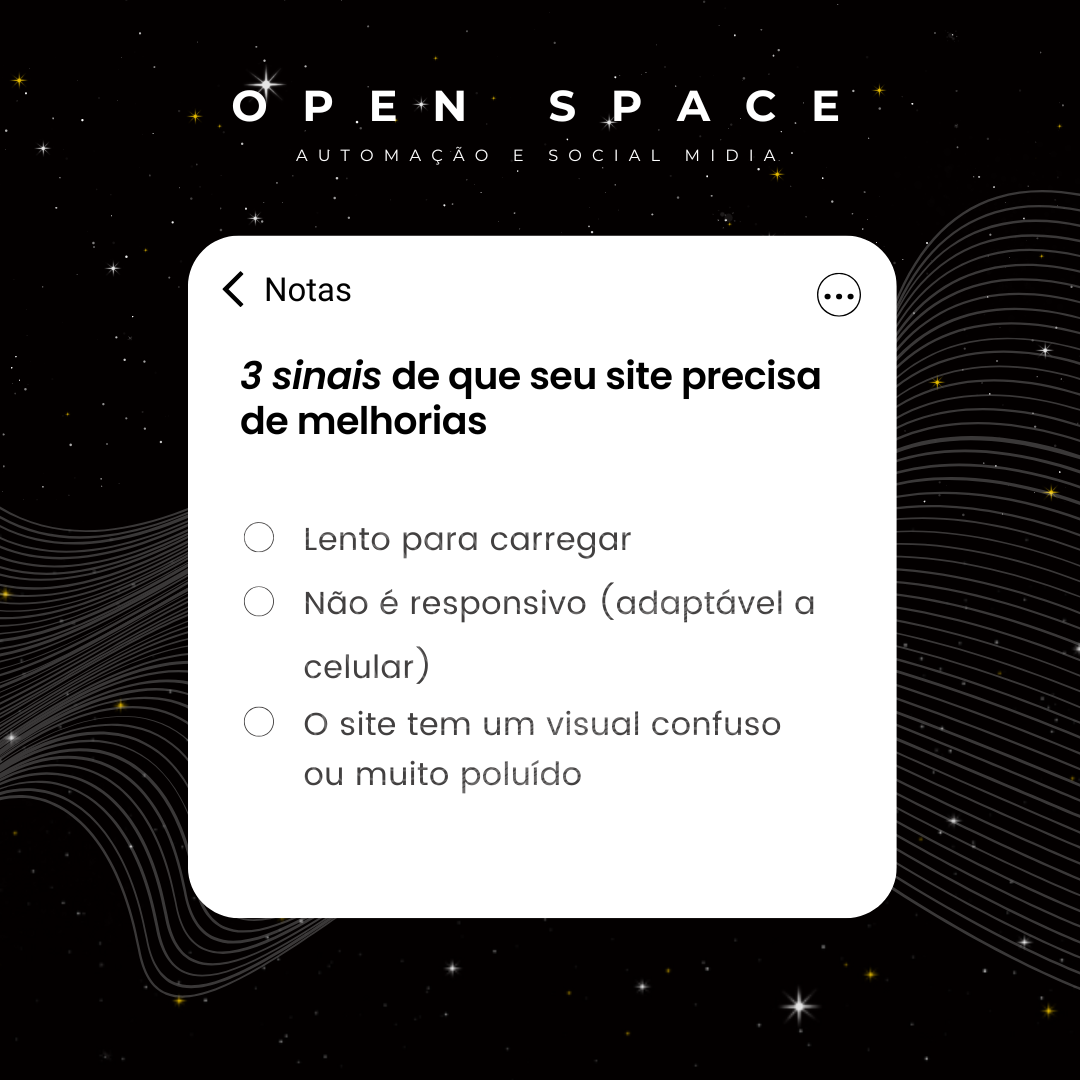 OPEN SPACE
AUTOMAÇÃO E SOCIAL MIDIA
Notas
3 sinais de que seu site precisa
de melhorias
Lento para carregar
Não é responsivo (adaptável a
celular)
O site tem um visual confuso
ou muito poluído